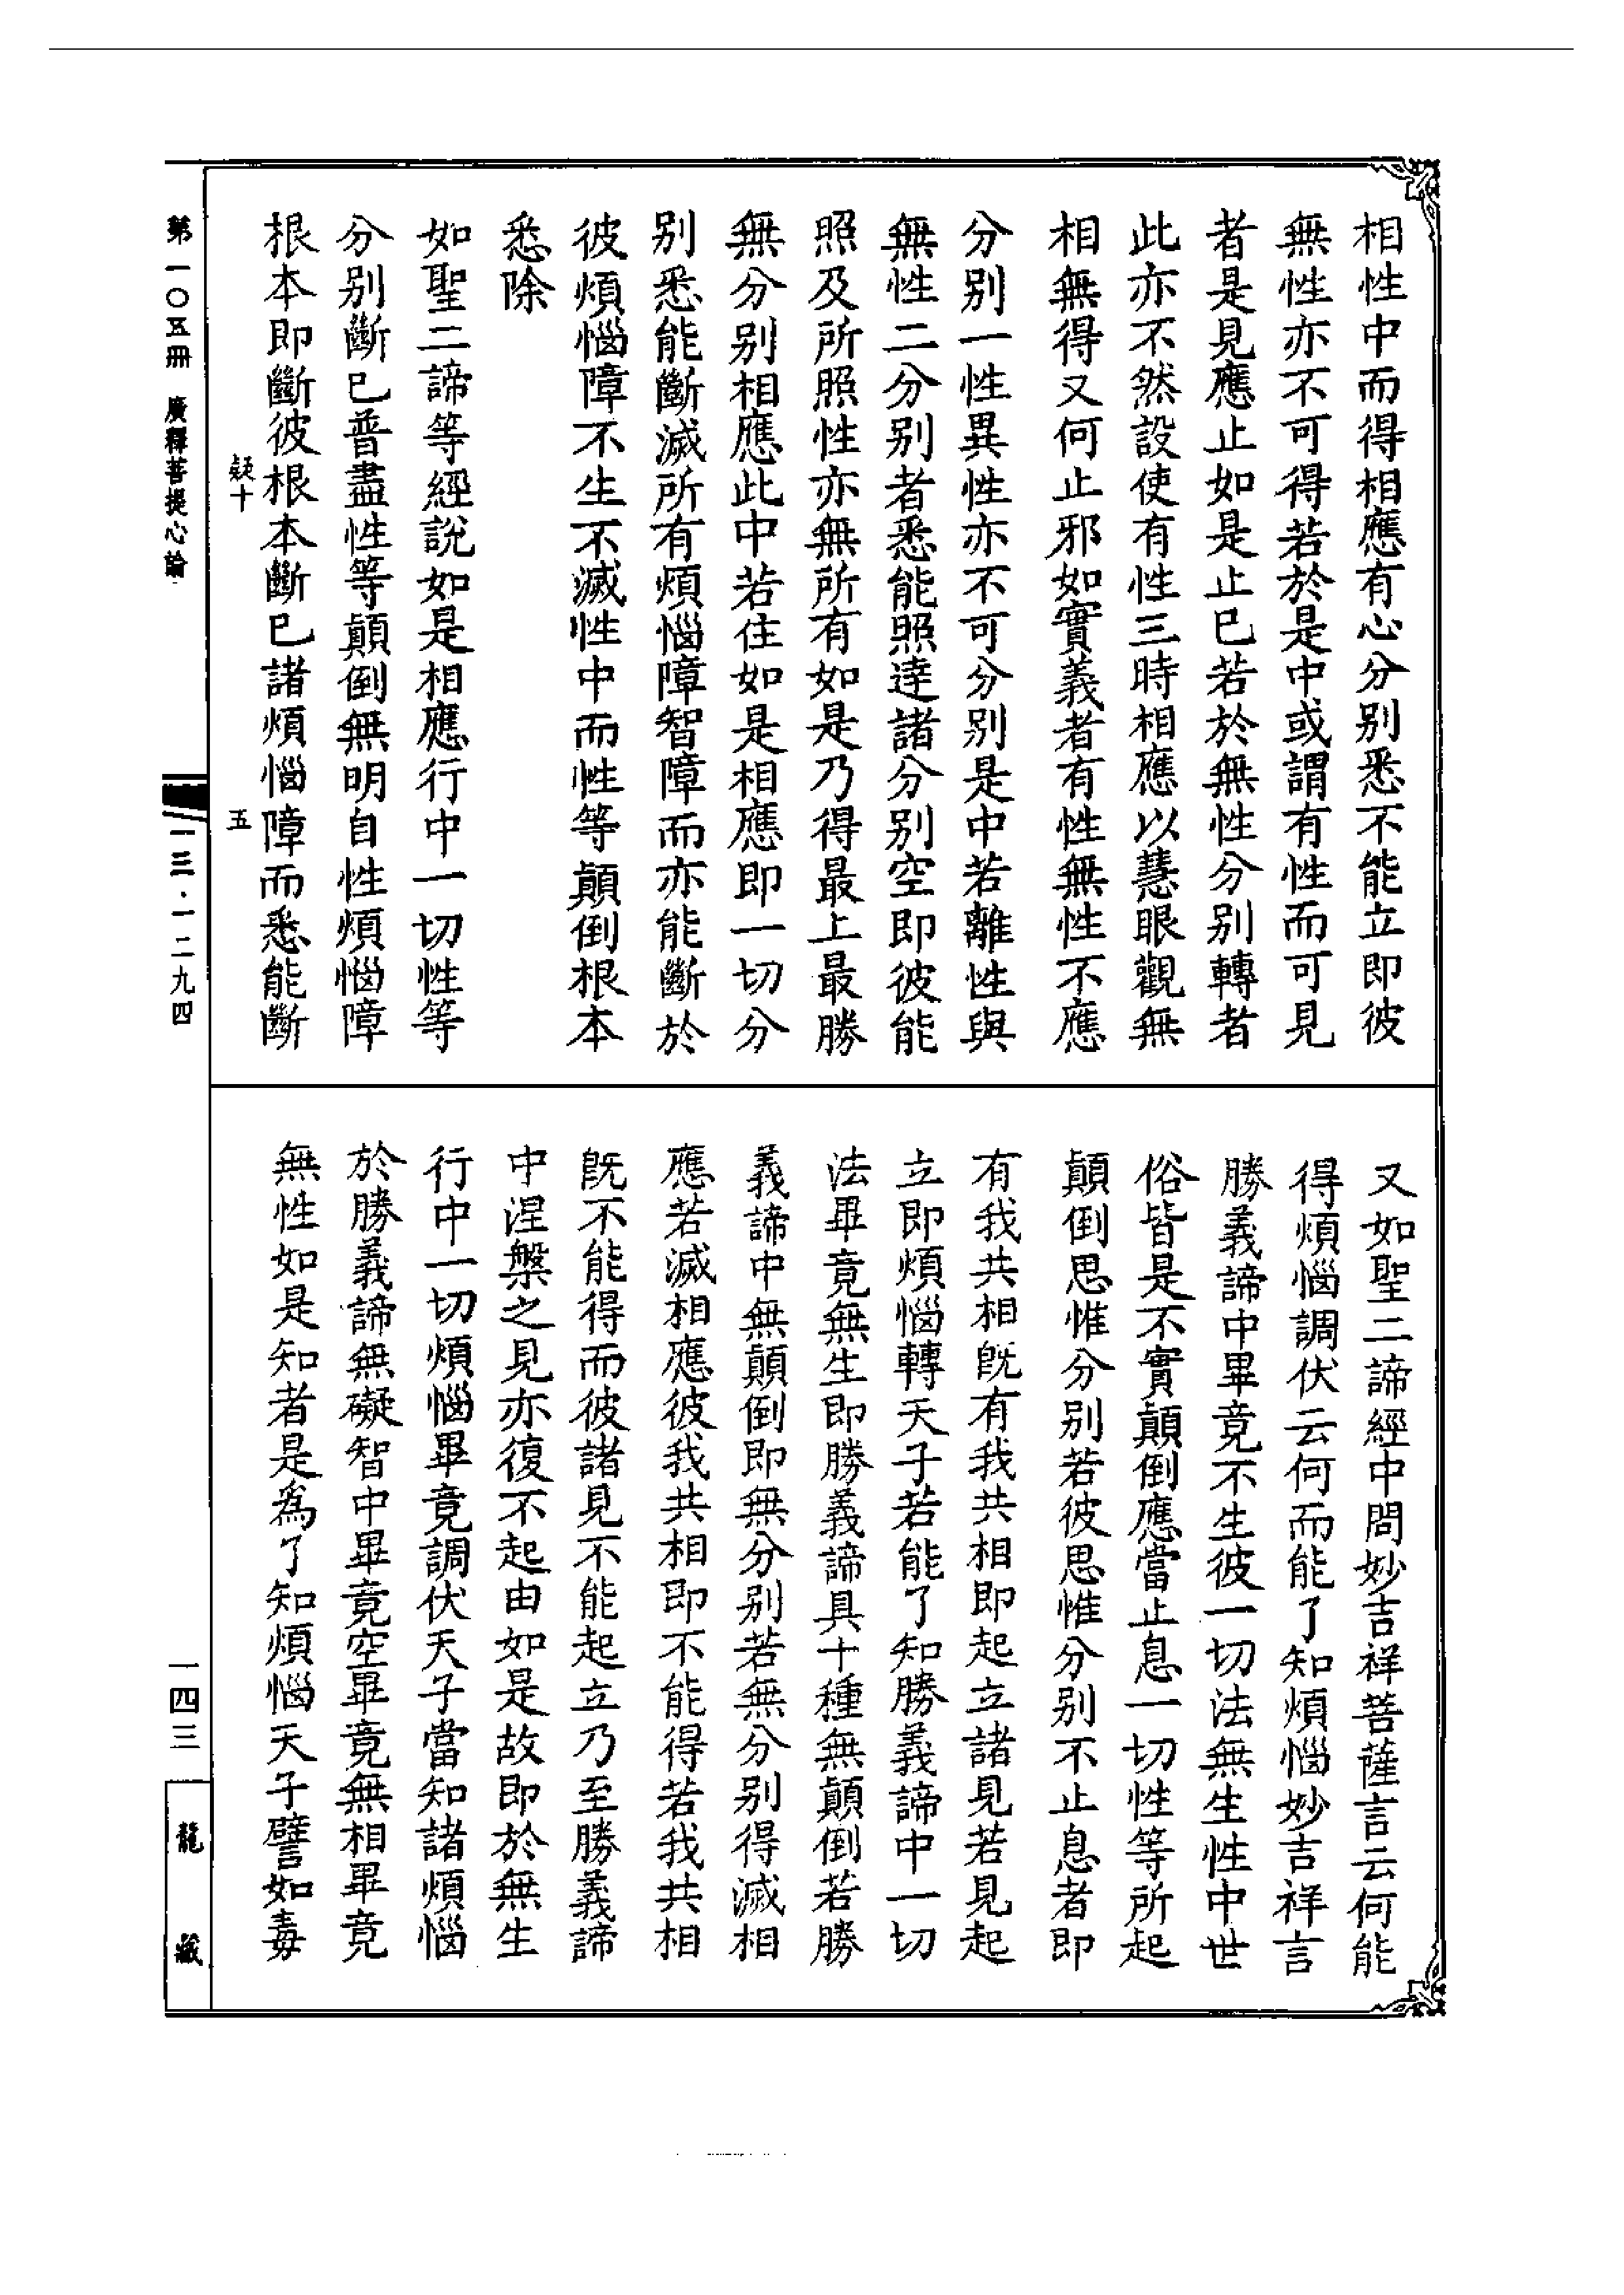 相性中而得相應有心分别悉不能立即彼
無性亦不可得若於是中或謂有性而可見
者是見應止如是止已若於無性分别轉者
此亦不然設使有性三時相應以慧眼觀無
相無得又何止邪如實義者有性無性不應
分别一性異性亦不可分别是中若離性與
無性二分别者悉能照達諸分别空即彼能
照及所照性亦無所有如是乃得最上最勝
無分别相應此中若住如是相應即一切分
别悉能斷滅所有煩惱障智障而亦能斷於
彼煩惱障不生不滅性中而性等顛倒根本
悉除
如聖二諦等經說如是相應行中一切性等
分别斷已普盡性等顛倒無明自性煩惱障
根本即斷彼根本斷已諸煩惱障而悉能斷
疑十 五
又如聖二諦經中問妙吉祥菩薩言云何能
得煩惱調伏云何而能了知煩惱妙吉祥言
勝義諦中畢竟不生彼一切法無生性中世
俗皆是不實顛倒應當止息一切性等所起
顛倒思惟分别若彼思惟分别不止息者即
有我共相既有我共相即起立諸見若見起
立即煩惱轉天子若能了知勝義諦中一切
法畢竟無生即勝義諦具十種無顛倒若勝
義諦中無顛倒即無分别若無分别得滅相
應若滅相應彼我共相即不能得若我共相
既不能得而彼諸見不能起立乃至勝義諦
中涅槃之見亦復不起由如是故即於無生
行中一切煩惱畢竟調伏天子當知諸煩惱
於勝義諦無礙智中畢竟空畢竟無相畢竟
無性如是知者是為了知煩惱天子譬如毒
第一〇五册 廣釋菩提心論
一三·一二九四
一四三
龍藏